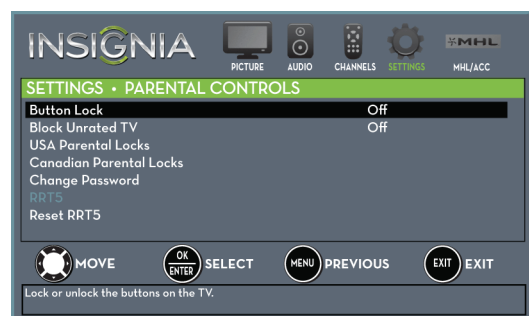 INSIGNIA
PICTURE AUDIO CHANNELS SETTINGS MHL MHL/ACC
SETTINGS • PARENTAL CONTROLS
Button Lock Off
Block Unrated TV Off
USA Parental Locks
Canadian Parental Locks
Change Password
RRT5
Reset RRT5
MOVE OK ENTER SELECT MENU PREVIOUS EXIT EXIT
Lock or unlock the buttons on the TV.